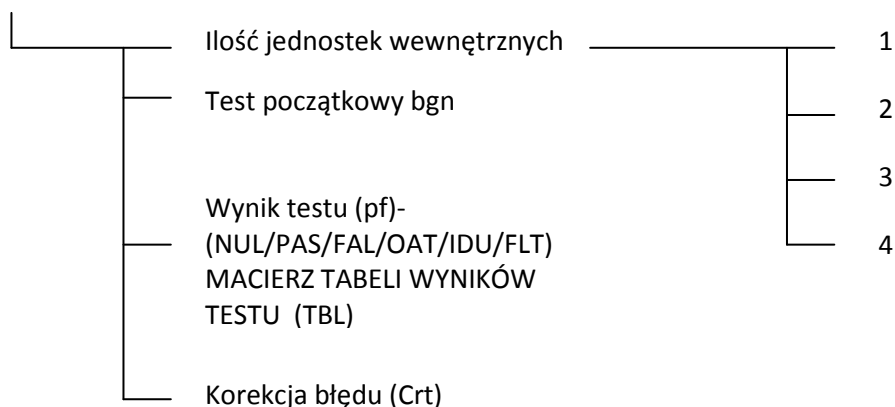 Ilość jednostek wewnętrznych
1
Test początkowy bgn
2
3
Wynik testu (pf)-
(NUL/PAS/FAL/OAT/IDU/FLT)
4
MACIERZ TABELI WYNIKÓW
TESTU (TBL)
Korekcja błędu (Crt)